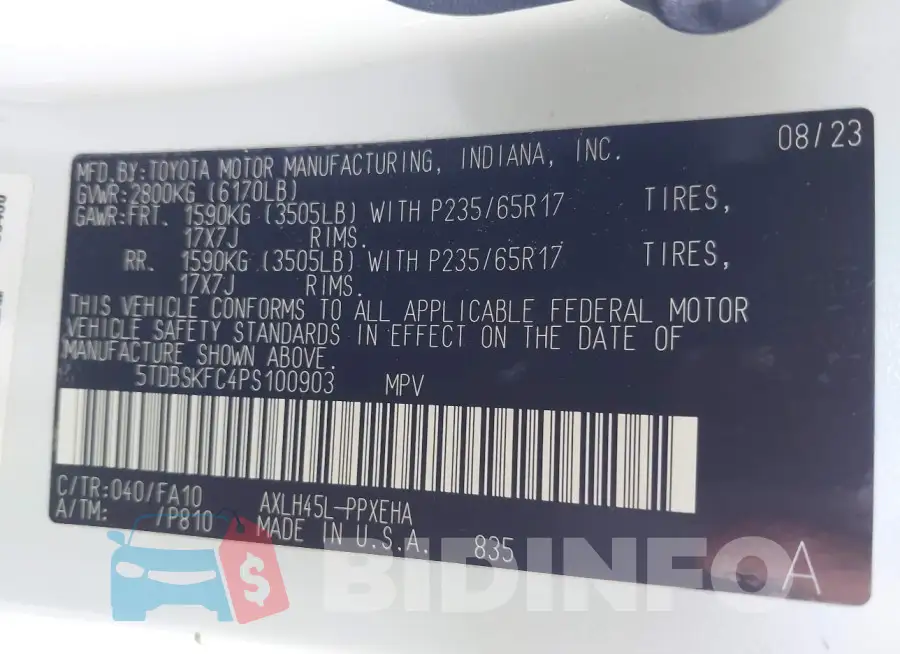 08/23
MFD.BY:TOYOTA MOTOR MANUFACTURING, INDIANA, INC.
GVWR:2800KG (6170LB)
GAWR:FRT. 1590KG (3505LB) WITH P235/65R17 TIRES,
17X7J RIMS.
RR. 1590KG (3505LB) WITH P235/65R17 TIRES,
17X7J RIMS.
THIS VEHICLE CONFORMS TO ALL APPLICABLE FEDERAL MOTOR
VEHICLE SAFETY STANDARDS IN EFFECT ON THE DATE OF
MANUFACTURE SHOWN ABOVE.
5TDBSKFC4PS100903 MPV
C/TR:040/FA10 AXLH45L-PPXEHA
A/TM: /P810 MADE IN U.S.A. 835
A
$ BIDINFO